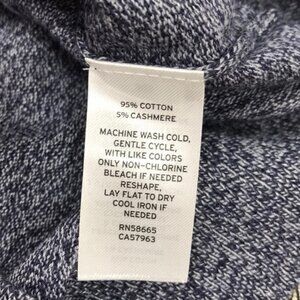 95% COTTON
5% CASHMERE
MACHINE WASH COLD,
GENTLE CYCLE,
WITH LIKE COLORS
ONLY NON-CHLORINE
BLEACH IF NEEDED
RESHAPE,
LAY FLAT TO DRY
COOL IRON IF
NEEDED
RN58665
CA57963